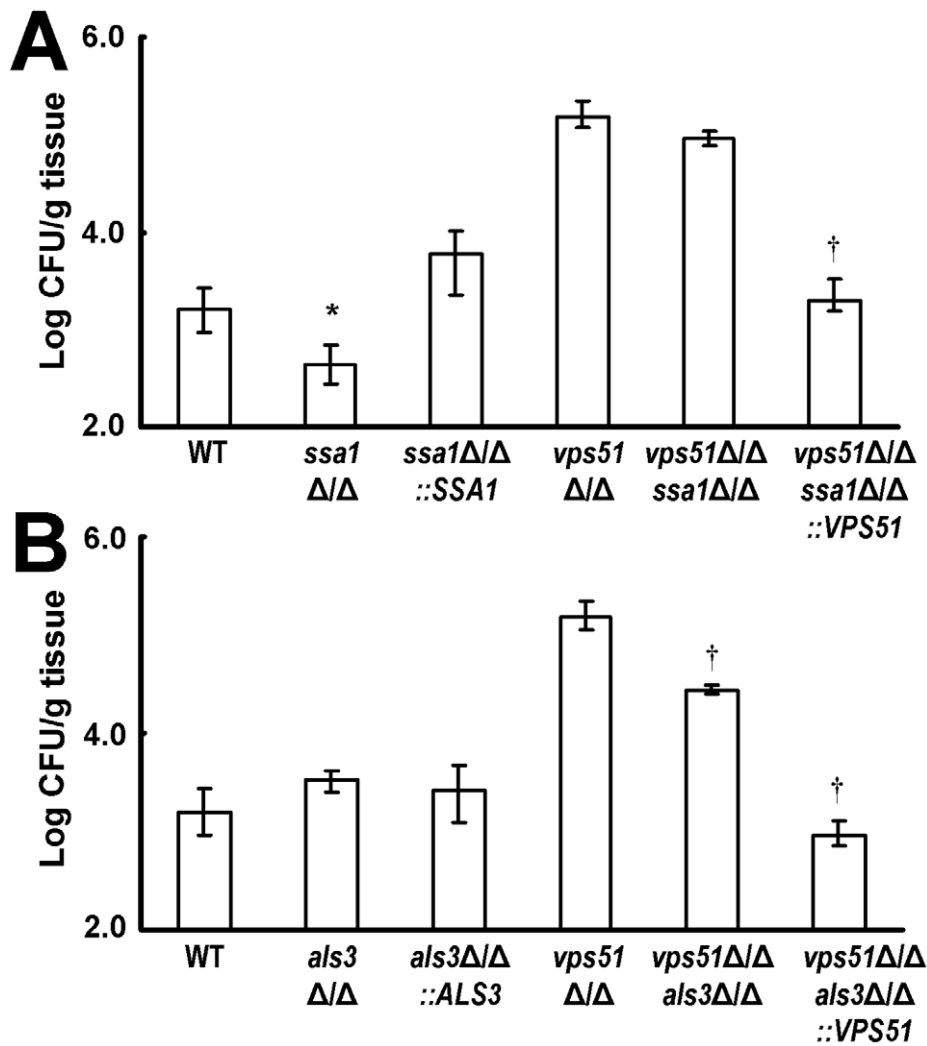 A
6.0
Log CFU/g tissue
4.0
2.0
*
†
WT
ssa1
Δ/Δ
ssa1Δ/Δ
::SSA1
vps51
Δ/Δ
vps51Δ/Δ
ssa1Δ/Δ
vps51Δ/Δ
ssa1Δ/Δ
::VPS51
B
6.0
Log CFU/g tissue
4.0
2.0
†
†
WT
als3
Δ/Δ
als3Δ/Δ
::ALS3
vps51
Δ/Δ
vps51Δ/Δ
als3Δ/Δ
vps51Δ/Δ
als3Δ/Δ
::VPS51